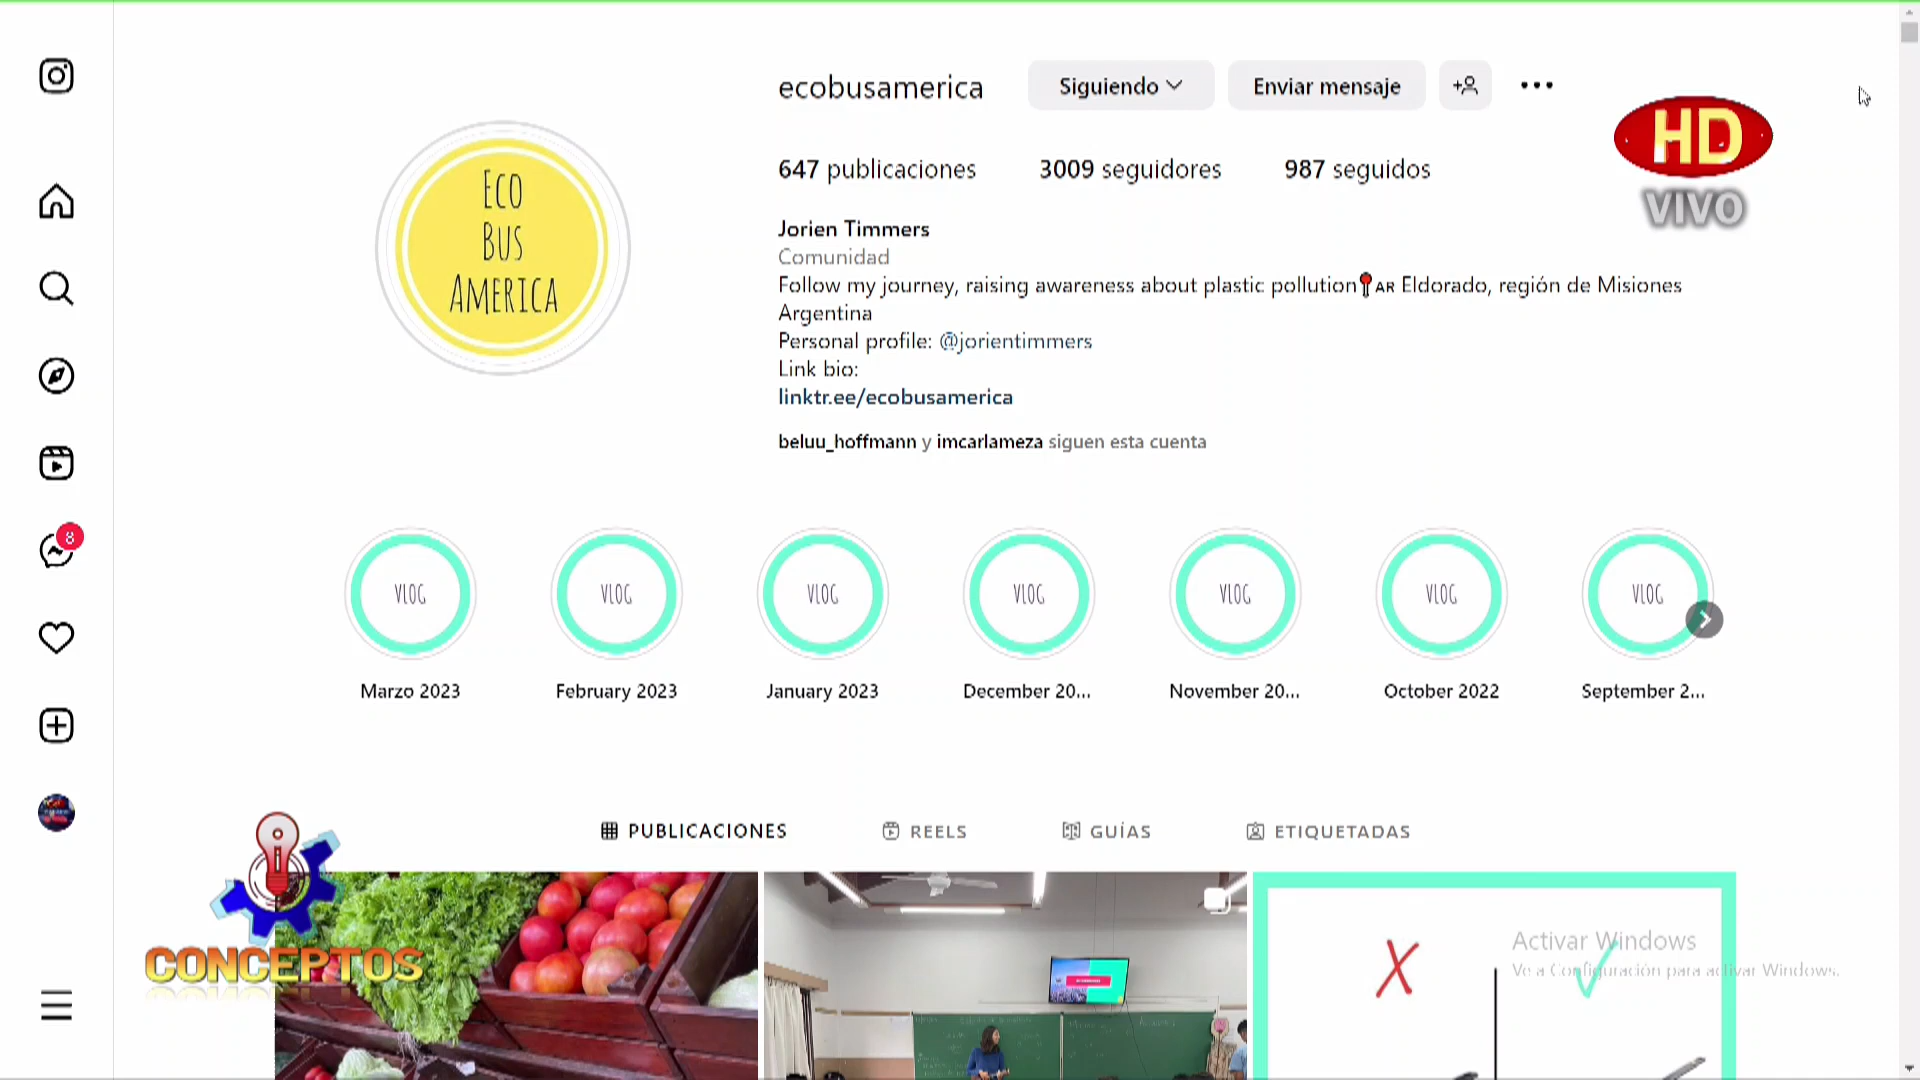 ecobusamerica
Siguiendo
Enviar mensaje
HD
VIVO
647 publicaciones
3009 seguidores
987 seguidos
ECO
BUS
AMERICA
Jorien Timmers
Comunidad
Follow my journey, raising awareness about plastic pollution📍AR Eldorado, región de Misiones
Argentina
Personal profile: @jorientimmers
Link bio:
linktr.ee/ecobusamerica
beluu_hoffmann y imcarlameza siguen esta cuenta
8
VLOG
VLOG
VLOG
VLOG
VLOG
VLOG
VLOG
Marzo 2023
February 2023
January 2023
December 20...
November 20...
October 2022
September 2...
PUBLICACIONES
REELS
GUÍAS
ETIQUETADAS
CONCEPTOS
Activar Windows
Ve a Configuración para activar Windows.